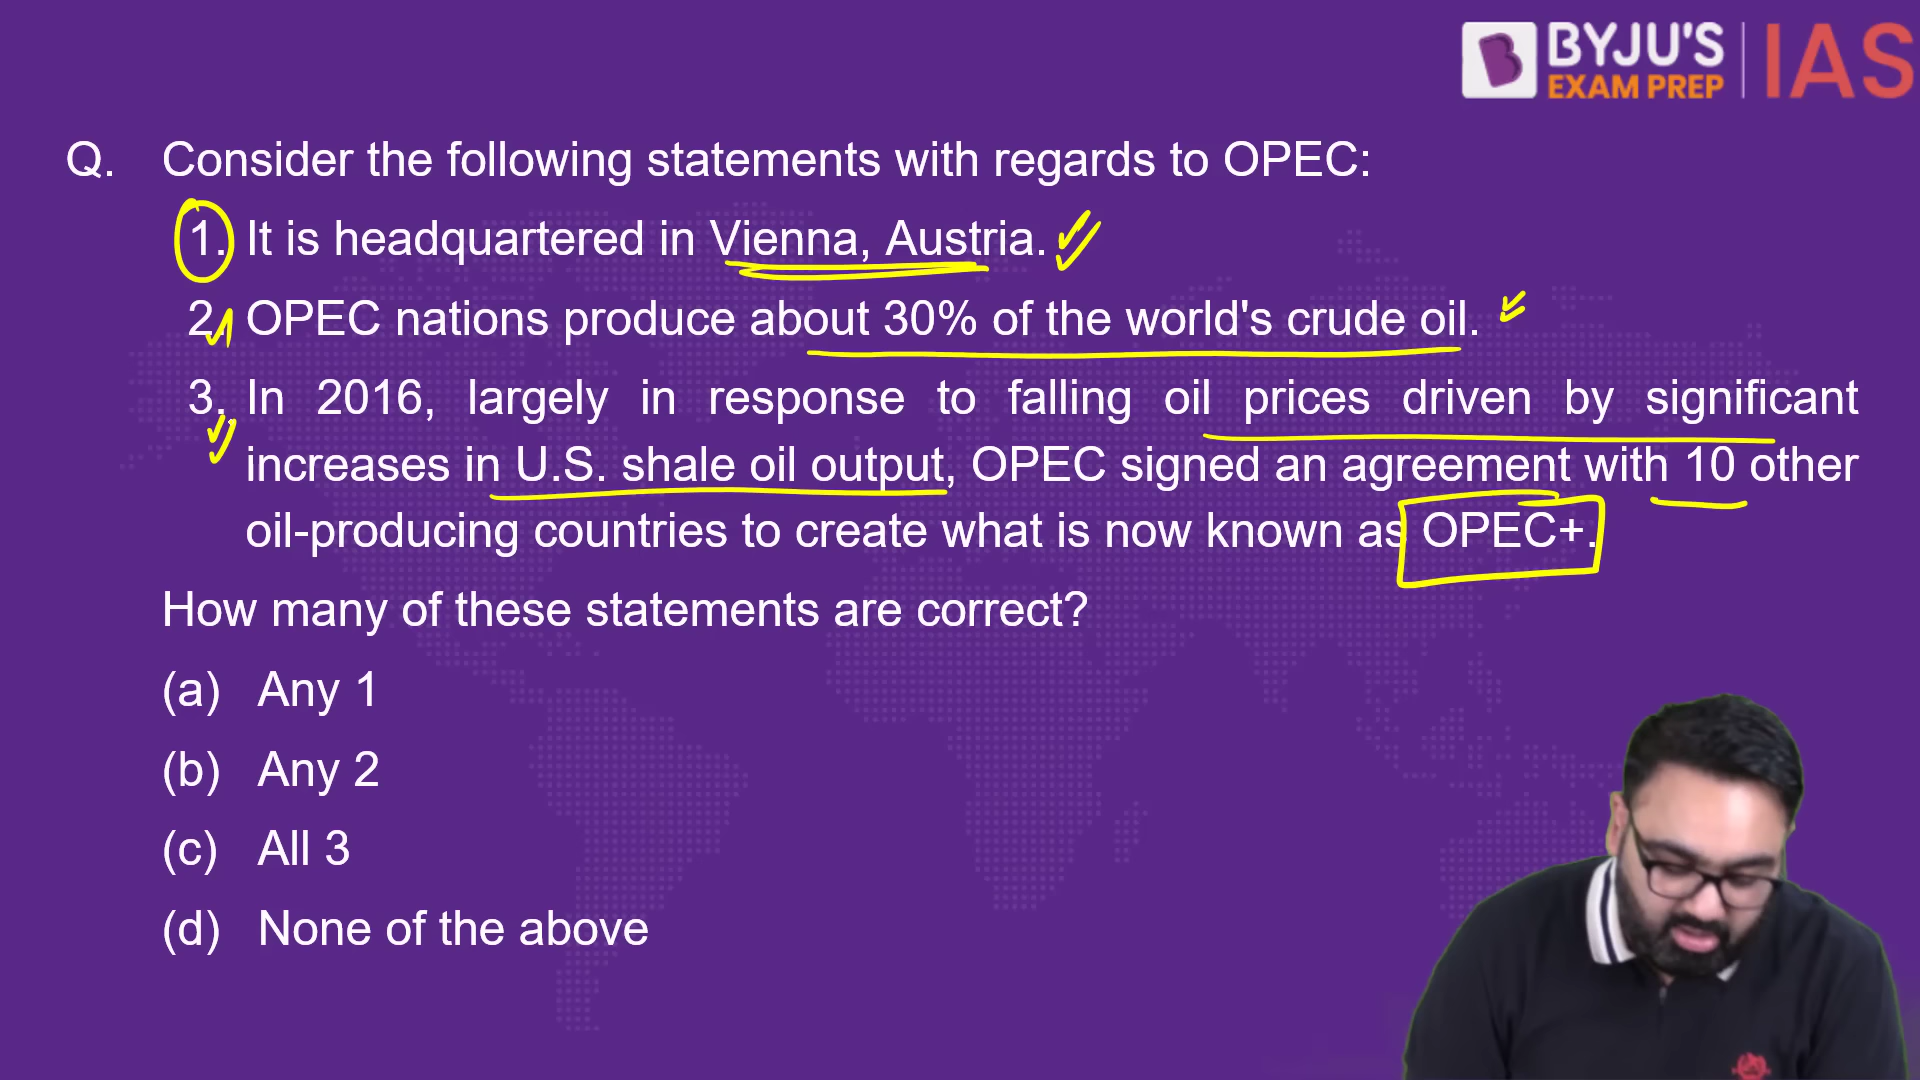 BYJU'S
EXAM PREP
IAS
Q. Consider the following statements with regards to OPEC:
1. It is headquartered in Vienna, Austria.
2. OPEC nations produce about 30% of the world's crude oil.
3. In 2016, largely in response to falling oil prices driven by significant
increases in U.S. shale oil output, OPEC signed an agreement with 10 other
oil-producing countries to create what is now known as OPEC+.
How many of these statements are correct?
(a) Any 1
(b) Any 2
(c) All 3
(d) None of the above